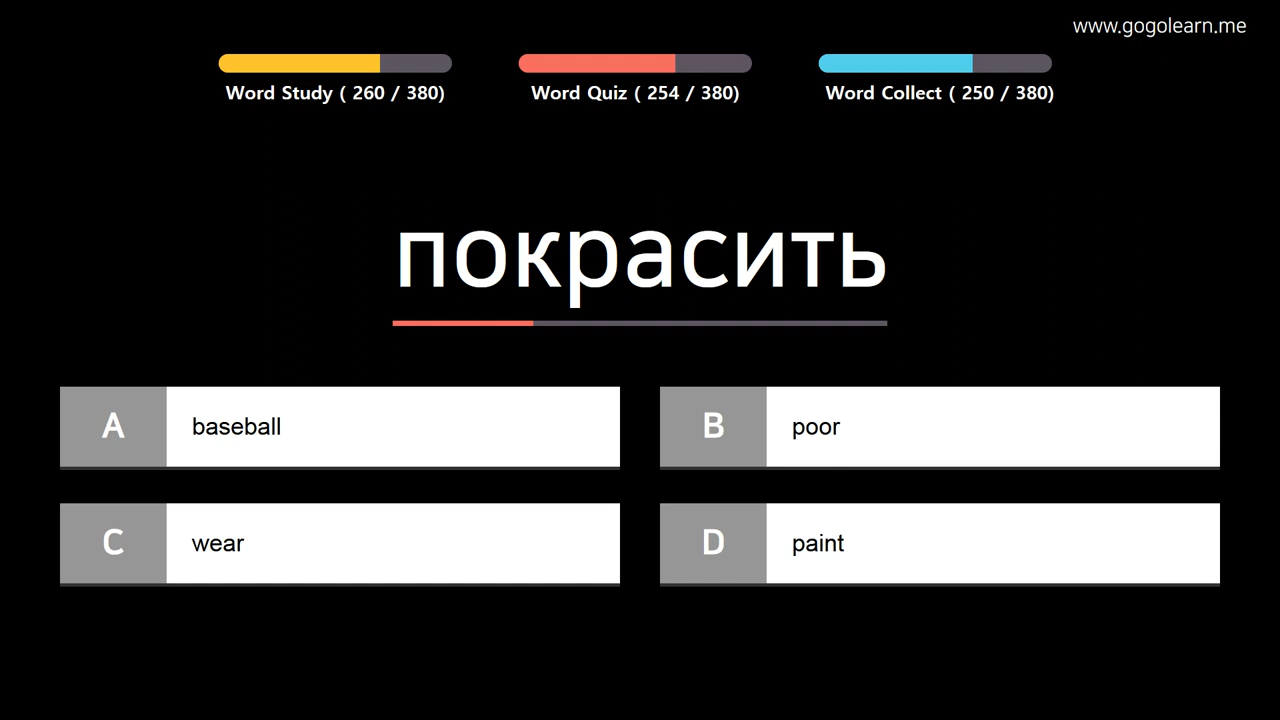 www.gogolearn.me
Word Study ( 260 / 380)
Word Quiz ( 254 / 380)
Word Collect ( 250 / 380)
покрасить
A baseball
B poor
C wear
D paint